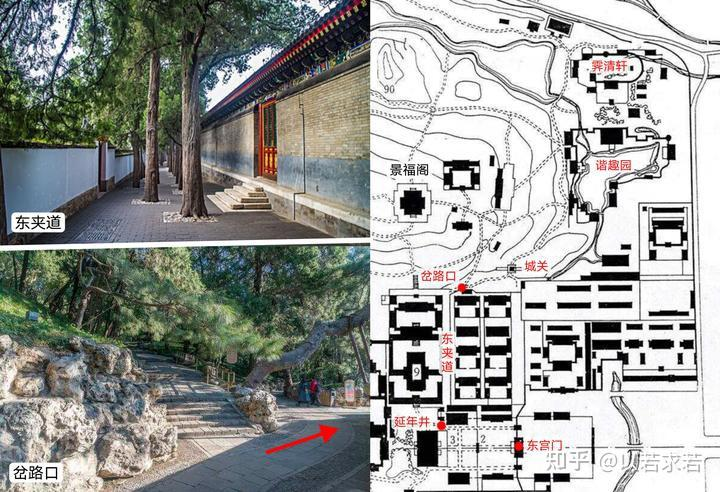 东夹道
岔路口
霁清轩
谐趣园
景福阁
城关
岔路口
东夹道
延年井
东宫门
90
9
3
2
知乎 @以若求若